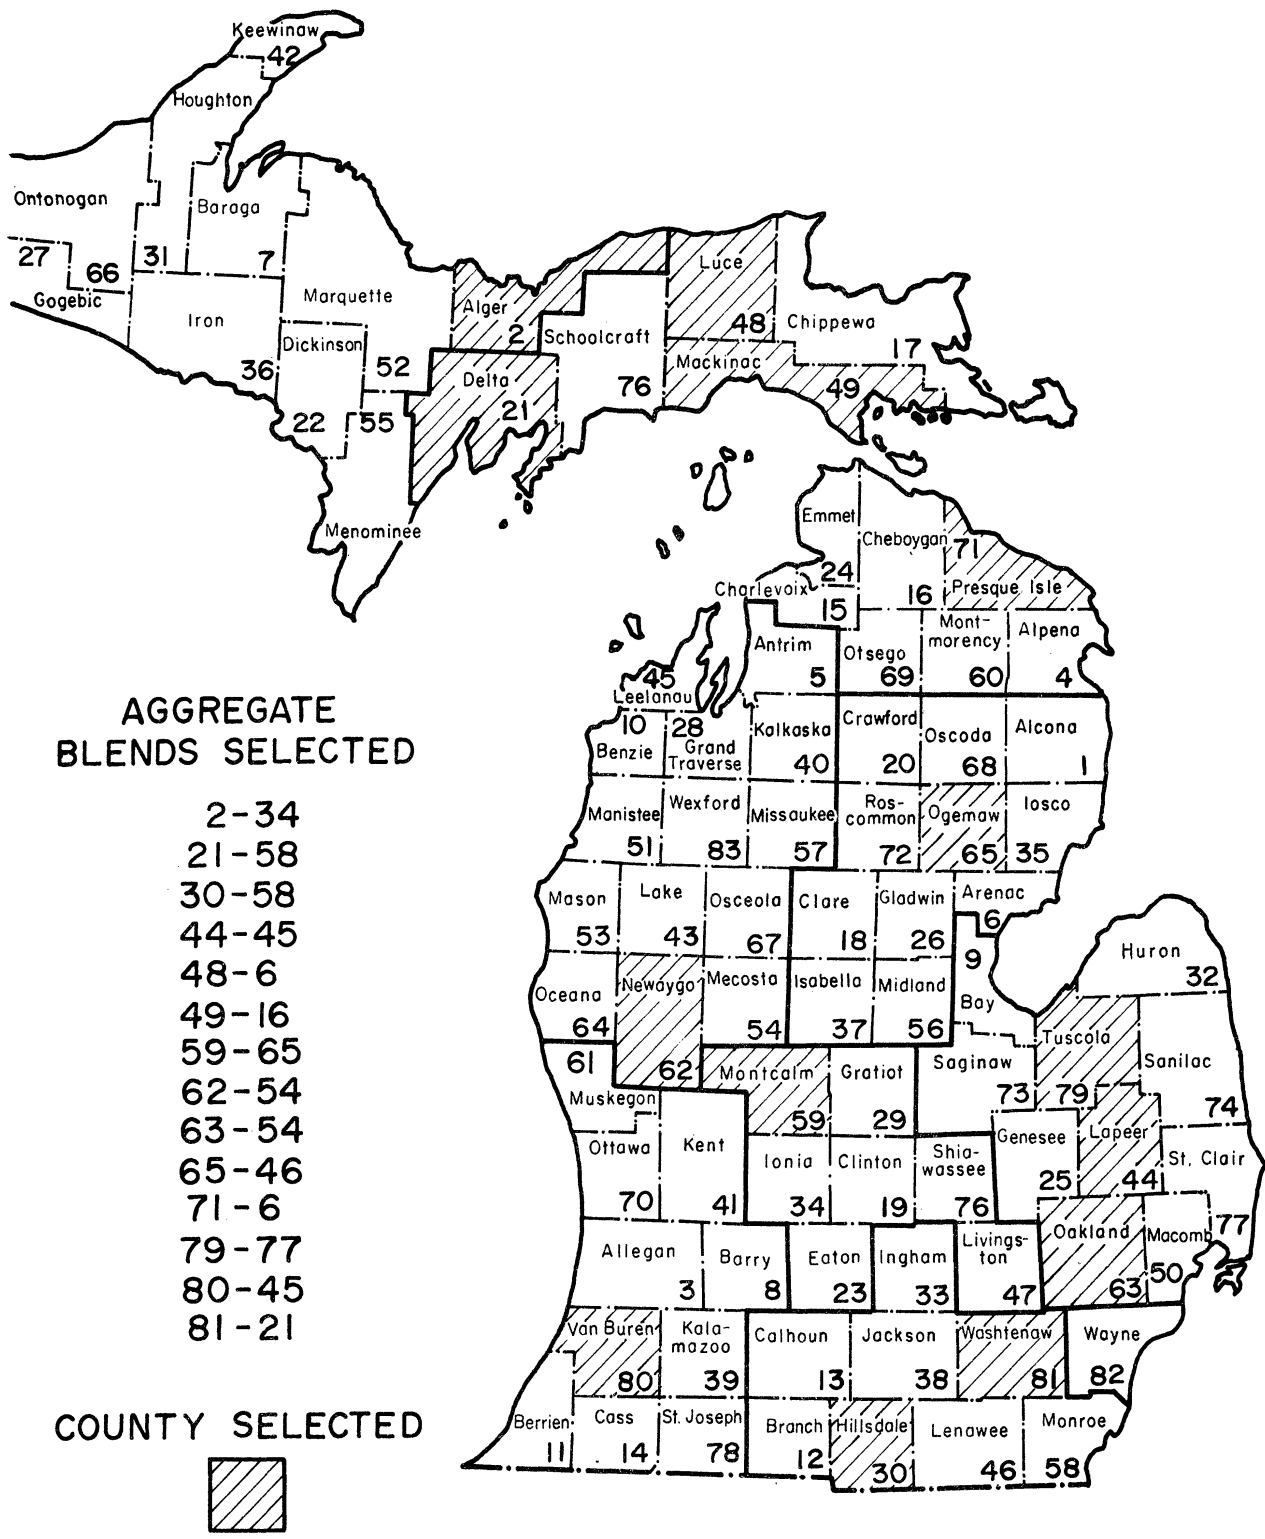 Keewinaw
42
Houghton
Ontonogan
Baraga
27
66
31
7
Gogebic
Iron
36
Marquette
Dickinson
52
22
55
Menominee
Alger
2
Delta
21
Schoolcraft
76
Luce
48
Chippewa
17
Mackinac
49
Emmet
24
Cheboygan
16
71
Presque Isle
Charlevoix
15
Antrim
5
Otsego
69
Mont-
morency
60
Alpena
4
45
Leelanau
10
Benzie
28
Grand
Traverse
Kalkaska
40
Crawford
20
Oscoda
68
Alcona
1
Manistee
51
Wexford
83
Missaukee
57
Ros-
common
72
Ogemaw
65
Iosco
35
Mason
53
Lake
43
Osceola
67
Clare
18
Gladwin
26
Arenac
6
Oceana
64
Newaygo
62
Mecosta
54
Isabella
37
Midland
56
9
Bay
Huron
32
61
Muskegon
Montcalm
59
Gratiot
29
Saginaw
73
Tuscola
79
Sanilac
74
Ottawa
70
Kent
41
Ionia
34
Clinton
19
Shia-
wassee
76
Genesee
25
Lapeer
44
St. Clair
77
Allegan
3
Barry
8
Eaton
23
Ingham
33
Livings-
ton
47
Oakland
63
Macomb
50
Van Buren
80
Kala-
mazoo
39
Calhoun
13
Jackson
38
Washtenaw
81
Wayne
82
Berrien
11
Cass
14
St. Joseph
78
Branch
12
Hillsdale
30
Lenawee
46
Monroe
58
AGGREGATE
BLENDS SELECTED
2-34
21-58
30-58
44-45
48-6
49-16
59-65
62-54
63-54
65-46
71-6
79-77
80-45
81-21
COUNTY SELECTED